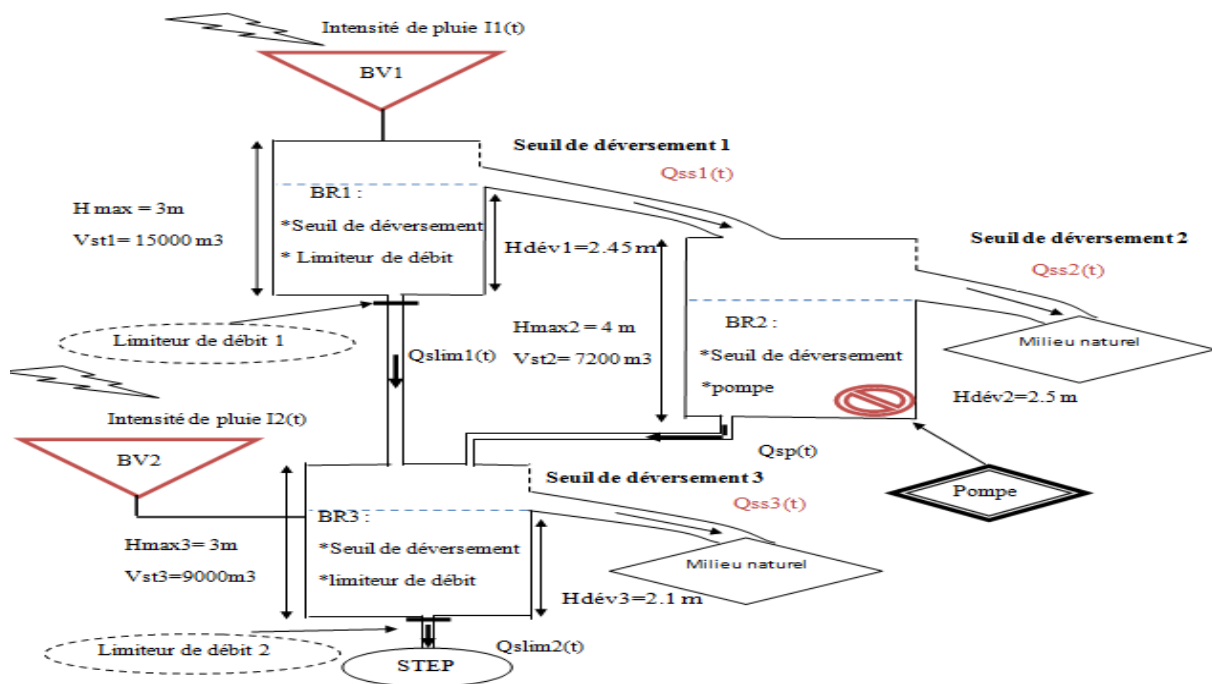 Intensité de pluie I1(t)
BV1
Seuil de déversement 1
Qss1(t)
BR1 :
*Seuil de déversement
* Limiteur de débit
H max = 3m
Vst1= 15000 m3
Hdév1=2.45 m
Seuil de déversement 2
Qss2(t)
Limiteur de débit 1
Qslim1(t)
Hmax2 = 4 m
Vst2= 7200 m3
BR2 :
*Seuil de déversement
*pompe
Milieu naturel
Hdév2=2.5 m
Intensité de pluie I2(t)
BV2
Qsp(t)
Seuil de déversement 3
Qss3(t)
Pompe
BR3 :
*Seuil de déversement
*limiteur de débit
Hmax3= 3m
Vst3=9000m3
Milieu naturel
Hdév3=2.1 m
Limiteur de débit 2
Qslim2(t)
STEP